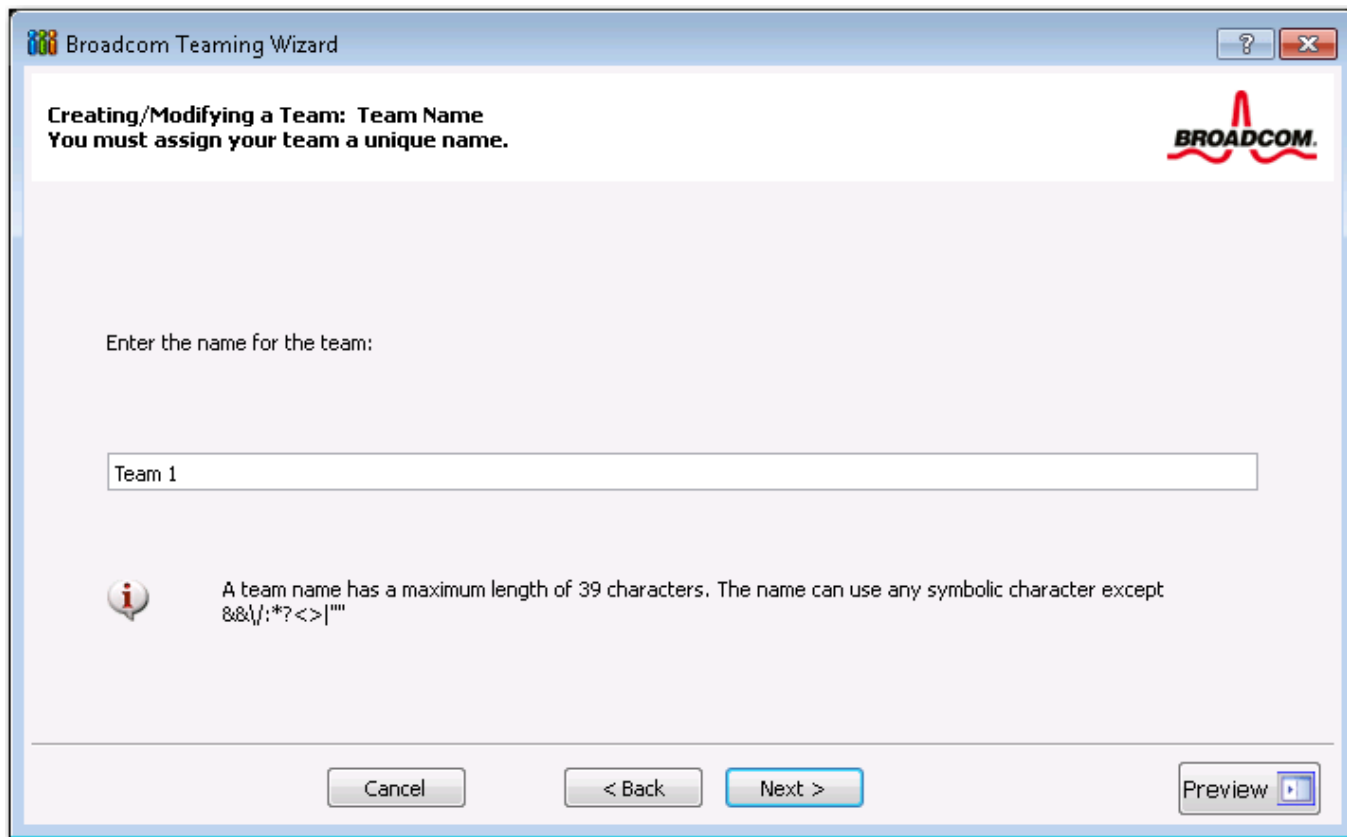 Broadcom Teaming Wizard
Creating/Modifying a Team: Team Name
You must assign your team a unique name.
BROADCOM.
Enter the name for the team:
Team 1
A team name has a maximum length of 39 characters. The name can use any symbolic character except
&&\/:*?<>|""
Cancel
< Back
Next >
Preview